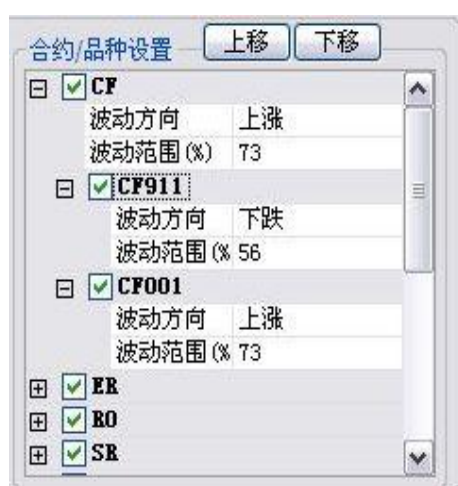 合约/品种设置 上移 下移
CF
波动方向 上涨
波动范围(%) 73
CF911
波动方向 下跌
波动范围(% 56
CF001
波动方向 上涨
波动范围(% 73
ER
RO
SR